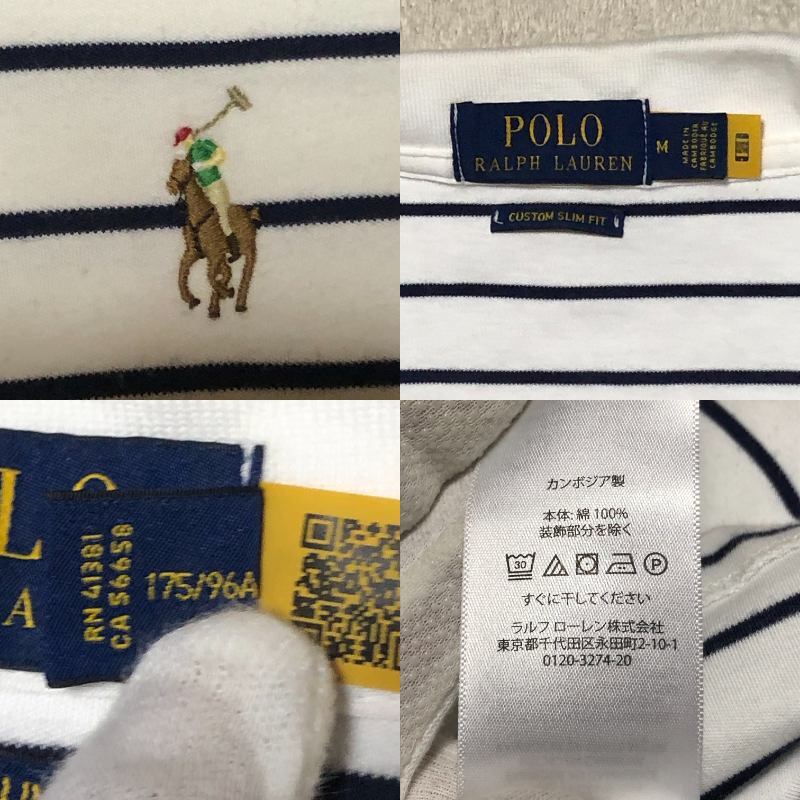 POLO
RALPH LAUREN
M
MADE IN
CAMBODIA
FABRIQUÉ AU
CAMBODGE
CUSTOM SLIM FIT
L
A
RN 41381
CA 56658
175/96A
カンボジア製
本体: 綿 100%
装飾部分を除く
30
P
すぐに干してください
ラルフ ローレン株式会社
東京都千代田区永田町2-10-1
0120-3274-20